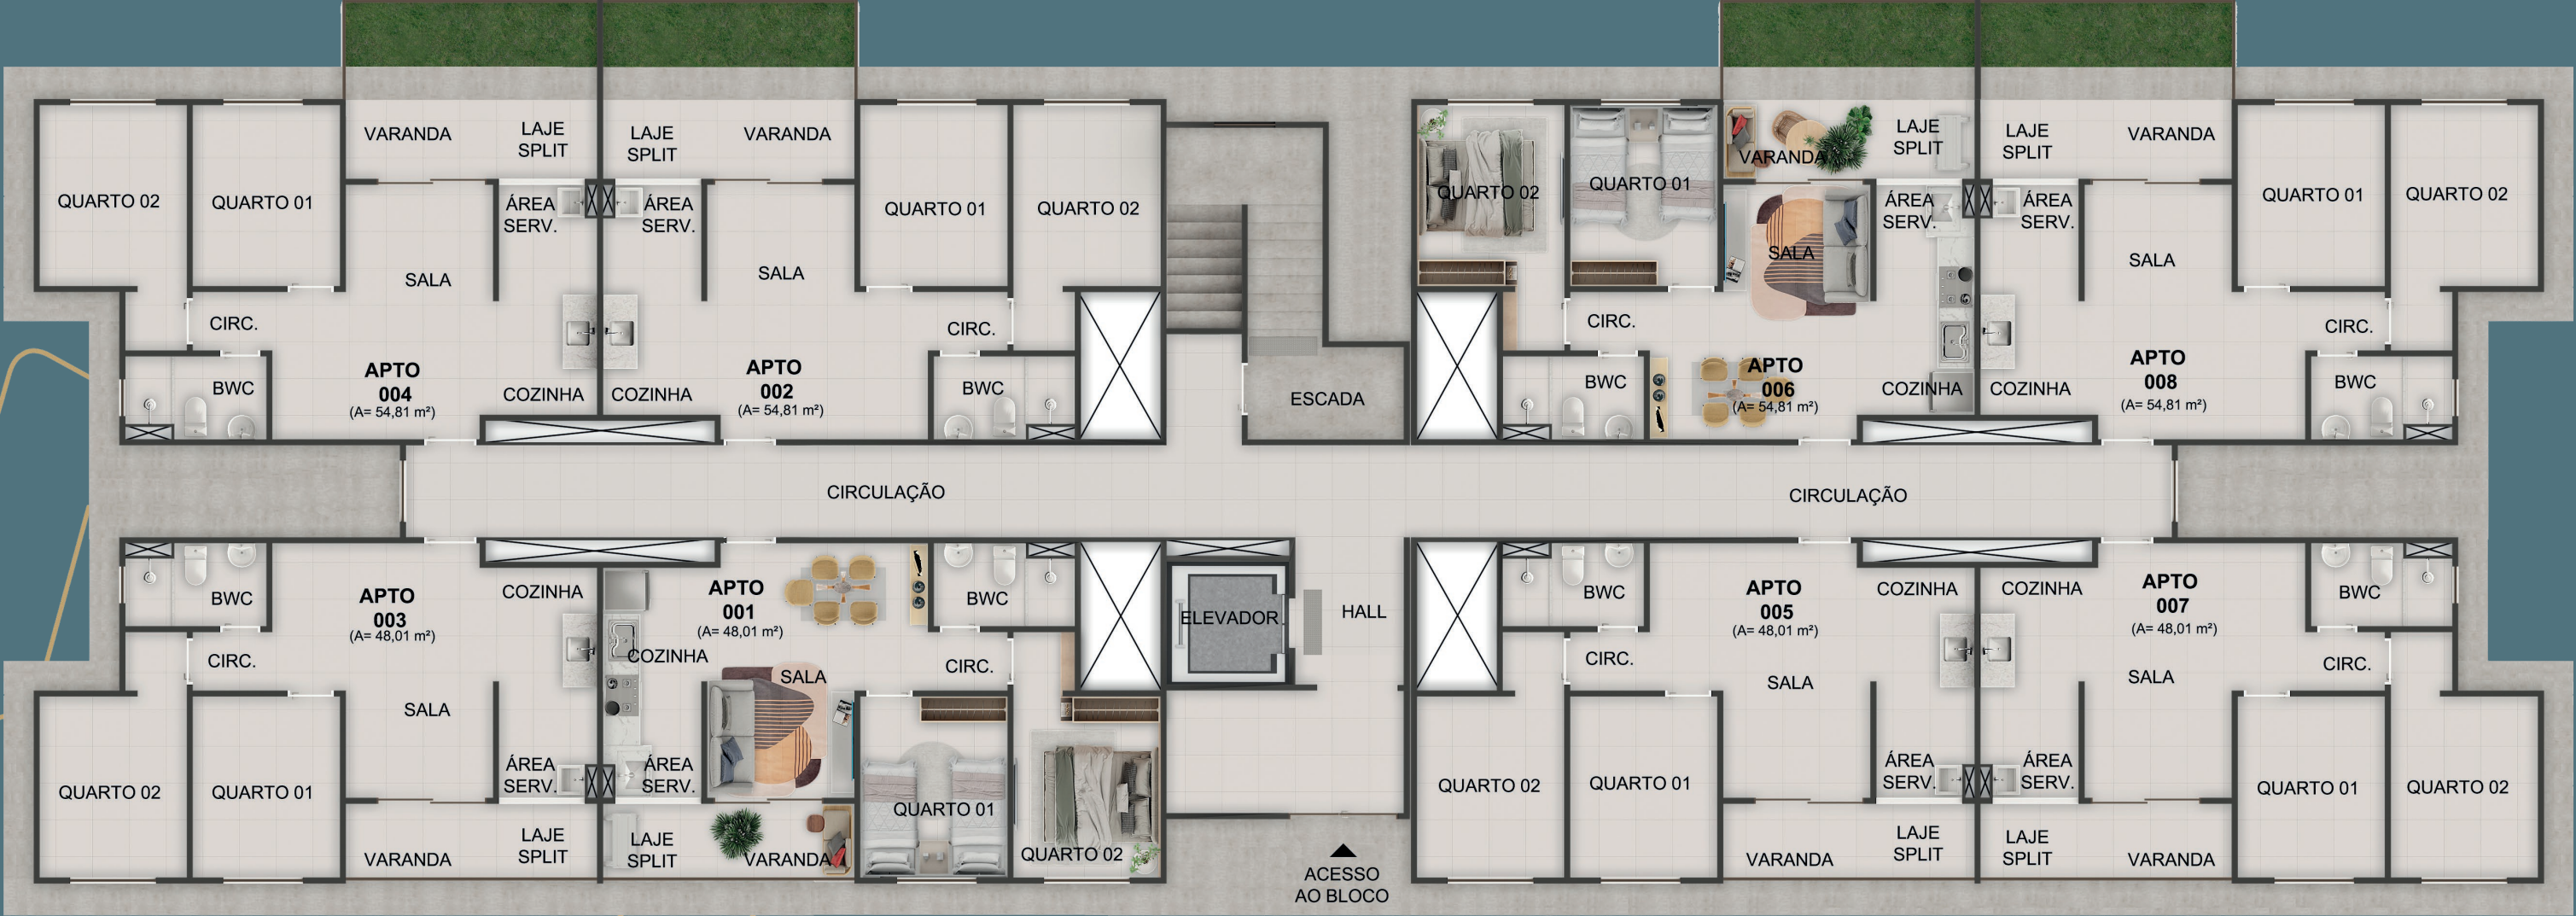 VARANDA
LAJE
SPLIT
LAJE
SPLIT
VARANDA
QUARTO 02
QUARTO 01
ÁREA
SERV.
ÁREA
SERV.
QUARTO 01
QUARTO 02
SALA
SALA
CIRC.
CIRC.
APTO
004
(A= 54,81 m²)
APTO
002
(A= 54,81 m²)
BWC
COZINHA
COZINHA
BWC
ESCADA
QUARTO 02
QUARTO 01
VARANDA
LAJE
SPLIT
LAJE
SPLIT
VARANDA
ÁREA
SERV.
ÁREA
SERV.
QUARTO 01
QUARTO 02
SALA
SALA
CIRC.
CIRC.
APTO
006
(A= 54,81 m²)
APTO
008
(A= 54,81 m²)
BWC
COZINHA
COZINHA
BWC
CIRCULAÇÃO
CIRCULAÇÃO
BWC
APTO
003
(A= 48,01 m²)
COZINHA
APTO
001
(A= 48,01 m²)
COZINHA
BWC
CIRC.
SALA
SALA
CIRC.
QUARTO 02
QUARTO 01
ÁREA
SERV.
ÁREA
SERV.
QUARTO 01
QUARTO 02
VARANDA
LAJE
SPLIT
LAJE
SPLIT
VARANDA
ELEVADOR
HALL
ACESSO
AO BLOCO
BWC
APTO
005
(A= 48,01 m²)
COZINHA
COZINHA
APTO
007
(A= 48,01 m²)
BWC
CIRC.
SALA
SALA
CIRC.
QUARTO 02
QUARTO 01
ÁREA
SERV.
ÁREA
SERV.
QUARTO 01
QUARTO 02
VARANDA
LAJE
SPLIT
LAJE
SPLIT
VARANDA